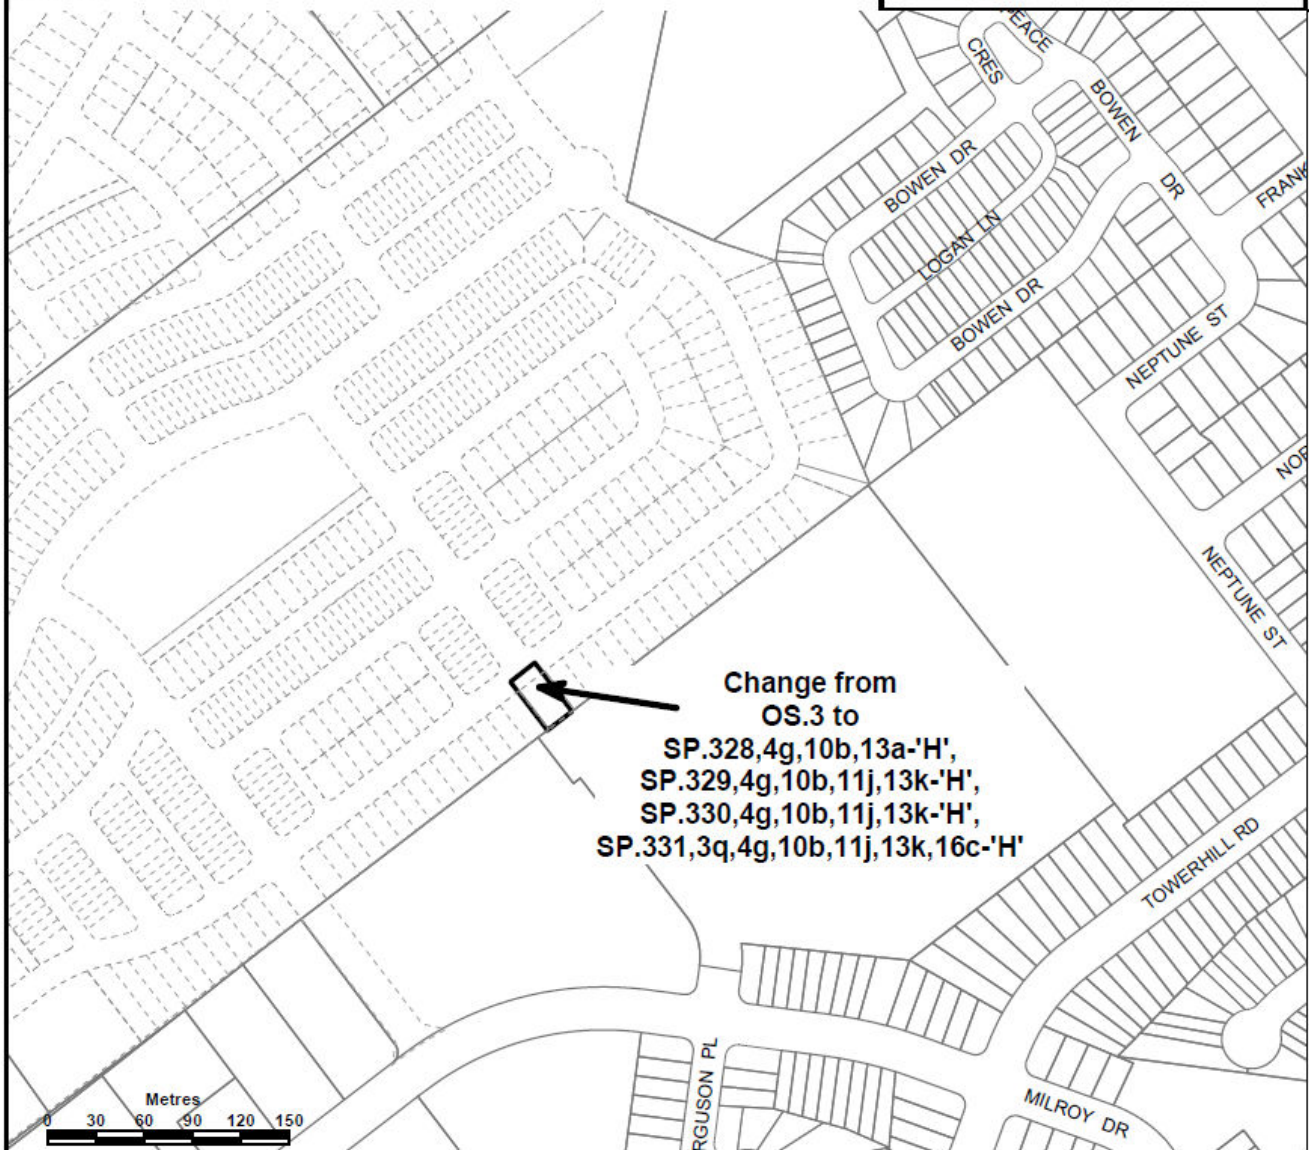 PEACE
CRES
BOWEN
DR
BOWEN DR
FRANK
LOGAN LN
BOWEN DR
NEPTUNE ST
NEPTUNE ST
Change from
OS.3 to
SP.328,4g,10b,13a-'H',
SP.329,4g,10b,11j,13k-'H',
SP.330,4g,10b,11j,13k-'H',
SP.331,3q,4g,10b,11j,13k,16c-'H'
TOWERHILL RD
RGUSON PL
MILROY DR
Metres
0 30 60 90 120 150